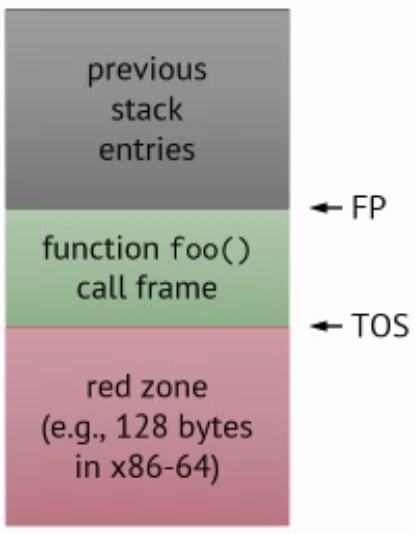 previous
stack
entries
FP
function foo()
call frame
TOS
red zone
(e.g., 128 bytes
in x86-64)